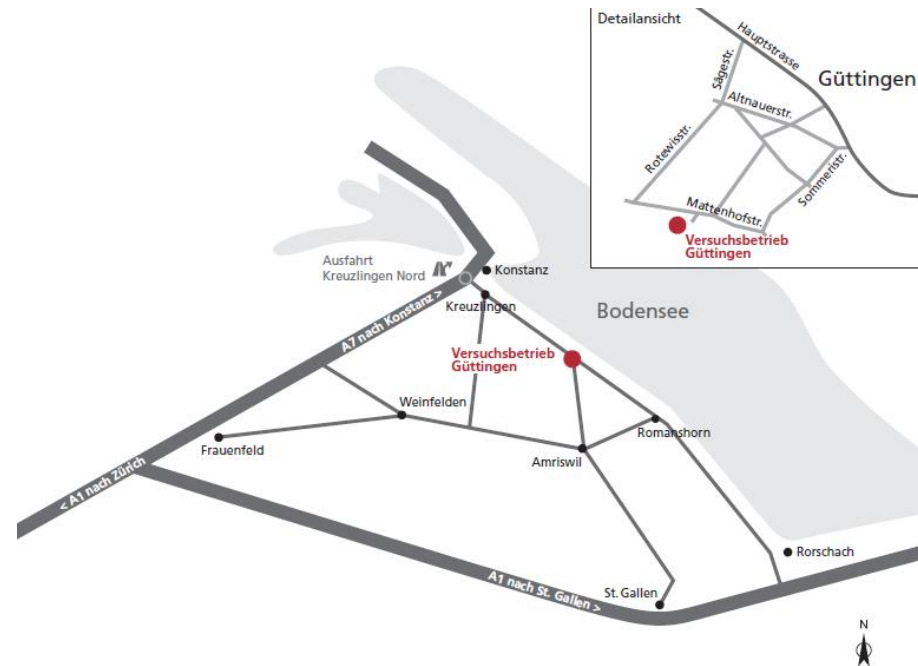 Detailansicht
Hauptstrasse
Güttingen
Sägestr.
Altnauerstr.
Rotewisstr.
Sommeristr.
Mattenhofstr.
Versuchsbetrieb
Güttingen
Ausfahrt
Kreuzlingen Nord
Konstanz
Kreuzlingen
A7 nach Konstanz >
Bodensee
Versuchsbetrieb
Güttingen
Weinfelden
Romanshorn
Frauenfeld
Amriswil
< A1 nach Zürich
Rorschach
A1 nach St. Gallen >
St. Gallen
N